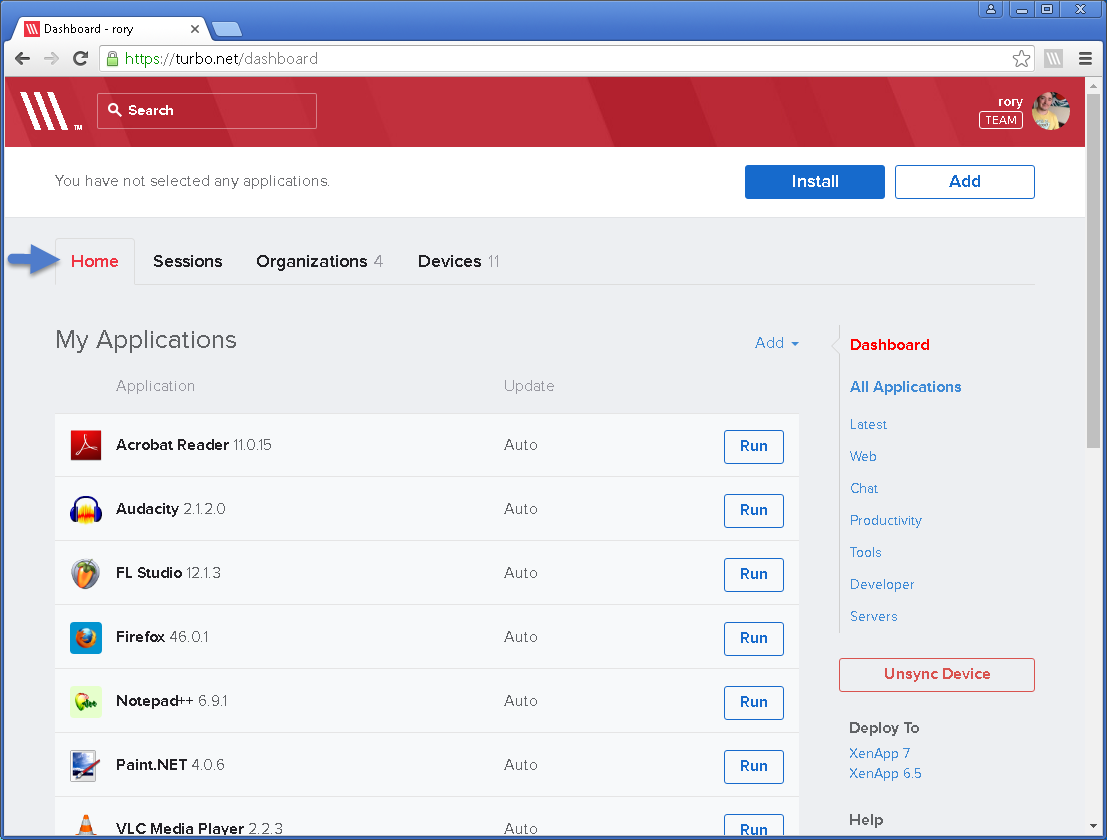 Dashboard - rory
https://turbo.net/dashboard
TM
Search
rory
TEAM
You have not selected any applications.
Install
Add
Home
Sessions
Organizations 4
Devices 11
My Applications
Add
Application
Update
Acrobat Reader 11.0.15
Auto
Run
Audacity 2.1.2.0
Auto
Run
FL Studio 12.1.3
Auto
Run
Firefox 46.0.1
Auto
Run
Notepad++ 6.9.1
Auto
Run
Paint.NET 4.0.6
Auto
Run
VLC Media Player 2.2.3
Auto
Run
Dashboard
All Applications
Latest
Web
Chat
Productivity
Tools
Developer
Servers
Unsync Device
Deploy To
XenApp 7
XenApp 6.5
Help